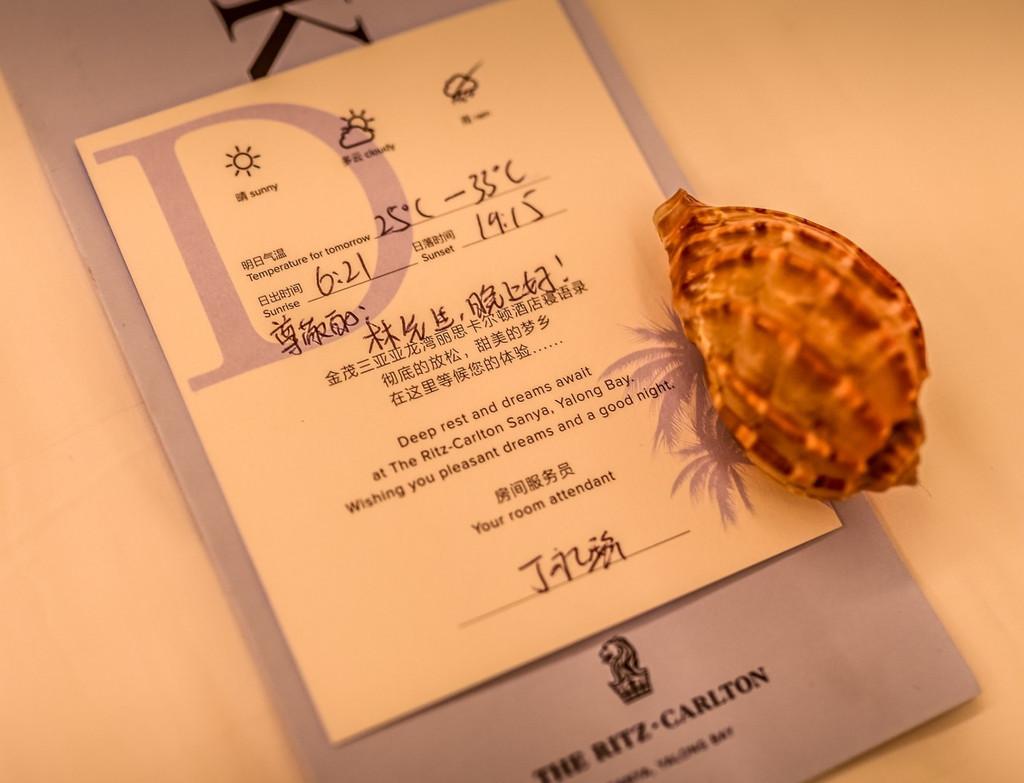 K
D
晴 sunny
多云 cloudy
雨 rain
明日气温
Temperature for tomorrow 25°C — 33°C
日出时间
Sunrise 6:21
日落时间
Sunset 19:15
尊敬的: 林先生, 晚上好!
金茂三亚亚龙湾丽思卡尔顿酒店寝语录
彻底的放松，甜美的梦乡
在这里等候您的体验……
Deep rest and dreams await
at The Ritz-Carlton Sanya, Yalong Bay.
Wishing you pleasant dreams and a good night.
房间服务员
Your room attendant
丁
THE RITZ·CARLTON
YALONG BAY